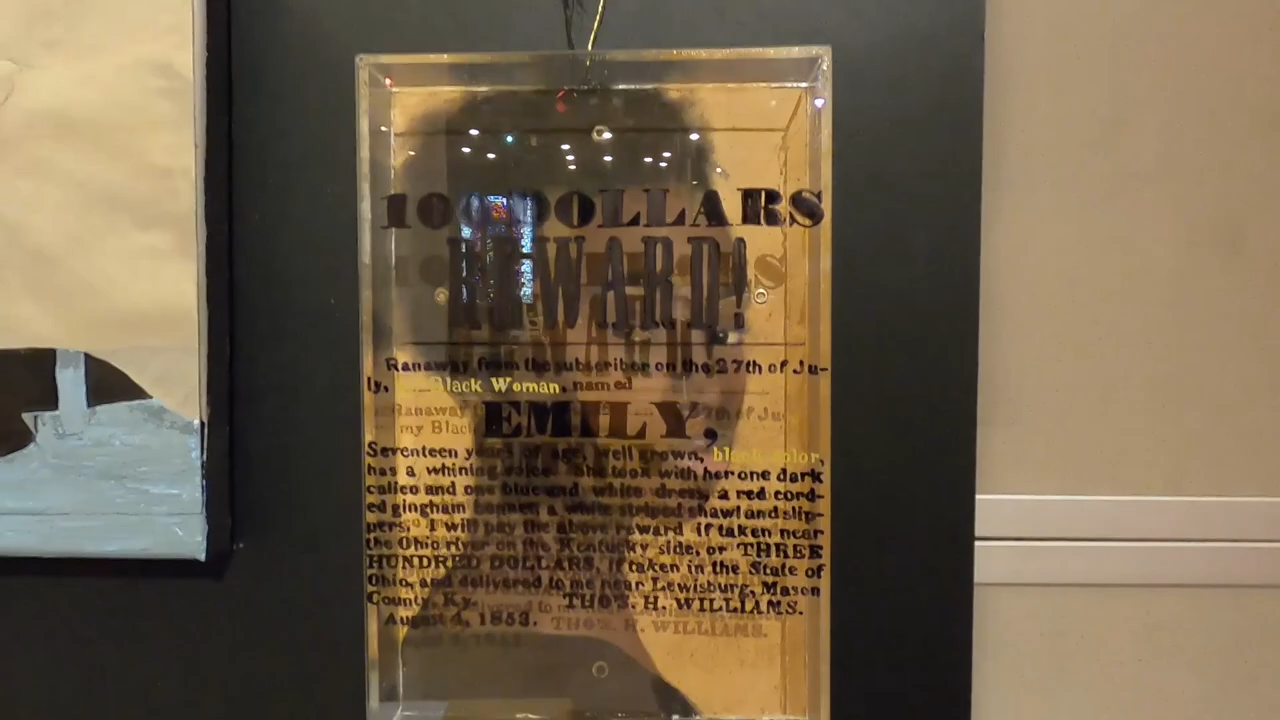 100 DOLLARS
REWARD!
Ranaway from the subscriber on the 27th of Ju-
ly, Black Woman, named
EMILY,
Seventeen years of age, well grown, black color,
has a whining voice. She took with her one dark
calico and one blue and white dress, a red cord-
ed gingham bonnet, a white striped shawl and slip-
pers. I will pay the above reward if taken near
the Ohio river on the Kentucky side, or THREE
HUNDRED DOLLARS, if taken in the State of
Ohio, and delivered to me near Lewisburg, Mason
County, Ky. THO'S. H. WILLIAMS.
August 4, 1853.